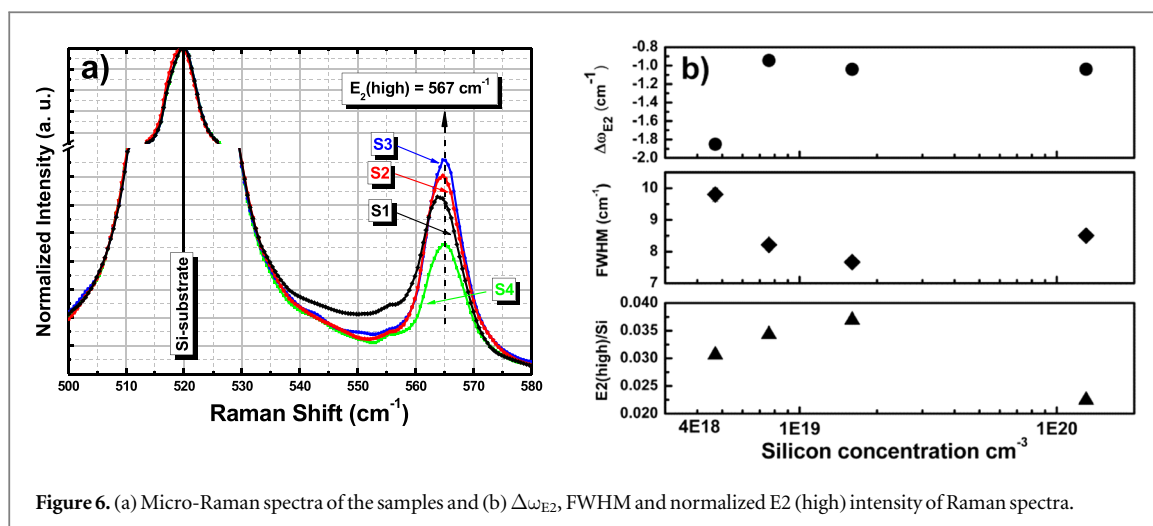 a)
E₂(high) = 567 cm⁻¹
S3
S2
S1
S4
Si-substrate
Normalized Intensity (a. u.)
500 510 520 530 540 550 560 570 580
Raman Shift (cm⁻¹)
b)
-0.8
-1.0
-1.2
-1.4
-1.6
-1.8
-2.0
Δω_E2 (cm⁻¹)
10
9
8
7
FWHM (cm⁻¹)
0.040
0.035
0.030
0.025
0.020
E2(high)/Si
4E18 1E19 1E20
Silicon concentration cm⁻³
Figure 6. (a) Micro-Raman spectra of the samples and (b) Δω_E2, FWHM and normalized E2 (high) intensity of Raman spectra.